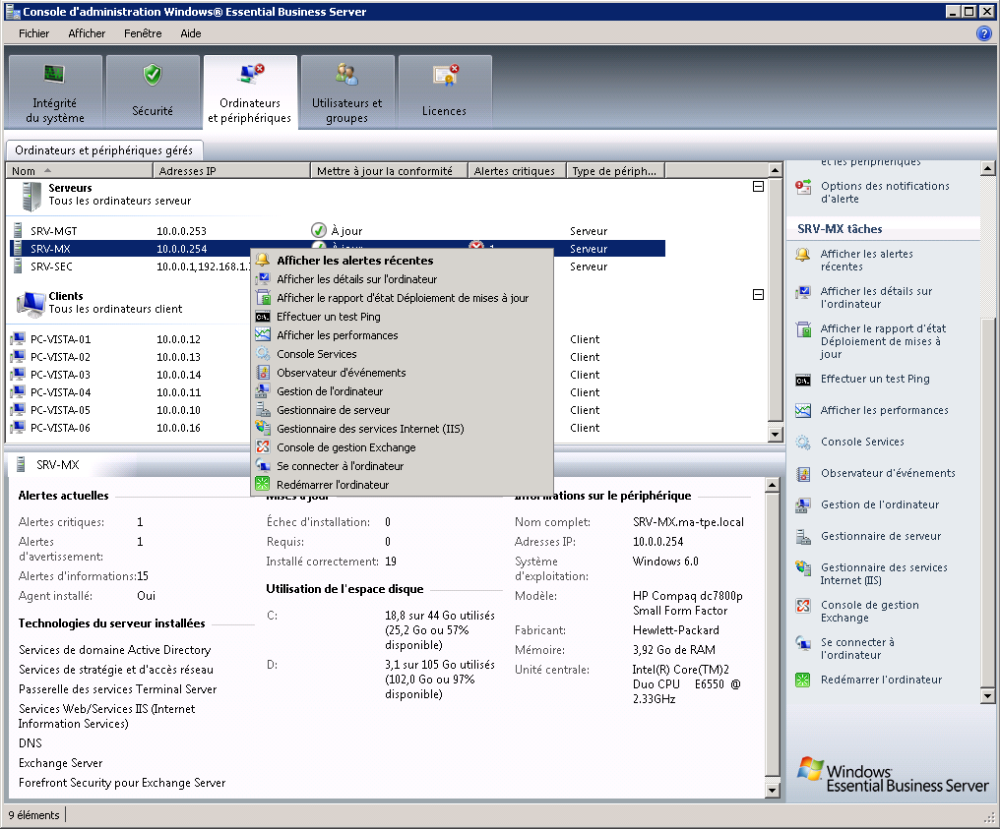 Console d'administration Windows® Essential Business Server
Fichier Afficher Fenêtre Aide
Intégrité
du système
Sécurité
Ordinateurs
et périphériques
Utilisateurs et
groupes
Licences
Ordinateurs et périphériques gérés
Nom Adresses IP Mettre à jour la conformité Alertes critiques Type de périph...
Serveurs
Tous les ordinateurs serveur
SRV-MGT 10.0.0.253 À jour Serveur
SRV-MX 10.0.0.254 1 Serveur
SRV-SEC 10.0.0.1,192.168.1. Serveur
Clients
Tous les ordinateurs client
PC-VISTA-01 10.0.0.12 Client
PC-VISTA-02 10.0.0.13 Client
PC-VISTA-03 10.0.0.14 Client
PC-VISTA-04 10.0.0.11 Client
PC-VISTA-05 10.0.0.10 Client
PC-VISTA-06 10.0.0.16 Client
Afficher les alertes récentes
Afficher les détails sur l'ordinateur
Afficher le rapport d'état Déploiement de mises à jour
Effectuer un test Ping
Afficher les performances
Console Services
Observateur d'événements
Gestion de l'ordinateur
Gestionnaire de serveur
Gestionnaire des services Internet (IIS)
Console de gestion Exchange
Se connecter à l'ordinateur
Redémarrer l'ordinateur
SRV-MX
Alertes actuelles
Alertes critiques: 1
Alertes
d'avertissement: 1
Alertes d'informations: 15
Agent installé: Oui
Technologies du serveur installées
Services de domaine Active Directory
Services de stratégie et d'accès réseau
Passerelle des services Terminal Server
Services Web/Services IIS (Internet
Information Services)
DNS
Exchange Server
Forefront Security pour Exchange Server
Mises à jour
Échec d'installation: 0
Requis: 0
Installé correctement: 19
Utilisation de l'espace disque
C: 18,8 sur 44 Go utilisés
(25,2 Go ou 57%
disponible)
D: 3,1 sur 105 Go utilisés
(102,0 Go ou 97%
disponible)
Informations sur le périphérique
Nom complet: SRV-MX.ma-tpe.local
Adresses IP: 10.0.0.254
Système
d'exploitation: Windows 6.0
Modèle: HP Compaq dc7800p
Small Form Factor
Fabricant: Hewlett-Packard
Mémoire: 3,92 Go de RAM
Unité centrale: Intel(R) Core(TM)2
Duo CPU E6550 @
2.33GHz
et les périphériques
Options des notifications
d'alerte
SRV-MX tâches
Afficher les alertes
récentes
Afficher les détails sur
l'ordinateur
Afficher le rapport d'état
Déploiement de mises à
jour
Effectuer un test Ping
Afficher les performances
Console Services
Observateur d'événements
Gestion de l'ordinateur
Gestionnaire de serveur
Gestionnaire des services
Internet (IIS)
Console de gestion
Exchange
Se connecter à
l'ordinateur
Redémarrer l'ordinateur
Windows
Essential Business Server
9 éléments